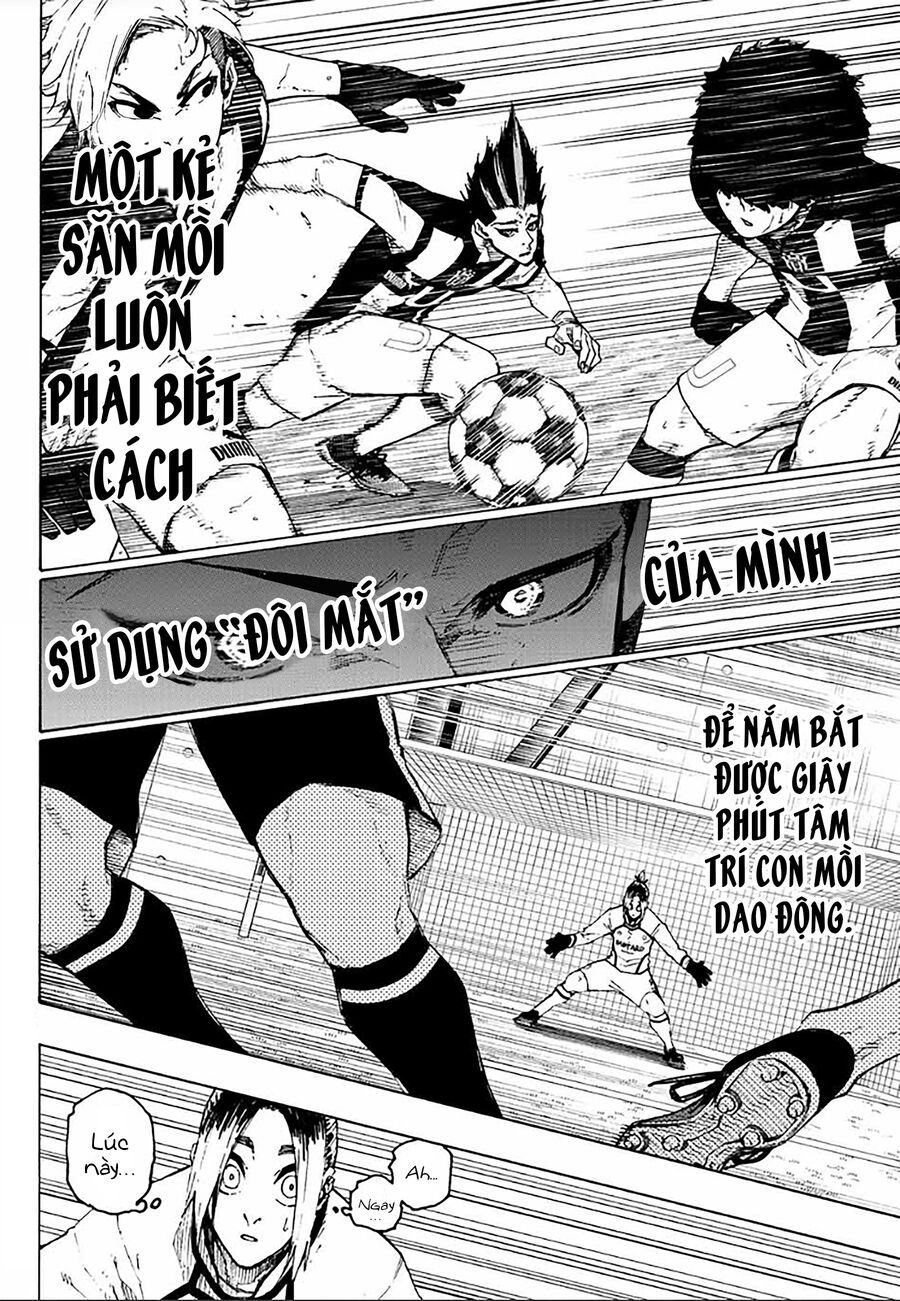 MỘT KẺ
SĂN MỒI
LUÔN
PHẢI BIẾT
CÁCH
SỬ DỤNG "ĐÔI MẮT"
CỦA MÌNH
ĐỂ NẮM BẮT
ĐƯỢC GIÂY
PHÚT TÂM
TRÍ CON MỒI
DAO ĐỘNG.
Ah...
Ngay
...
Lúc
này...